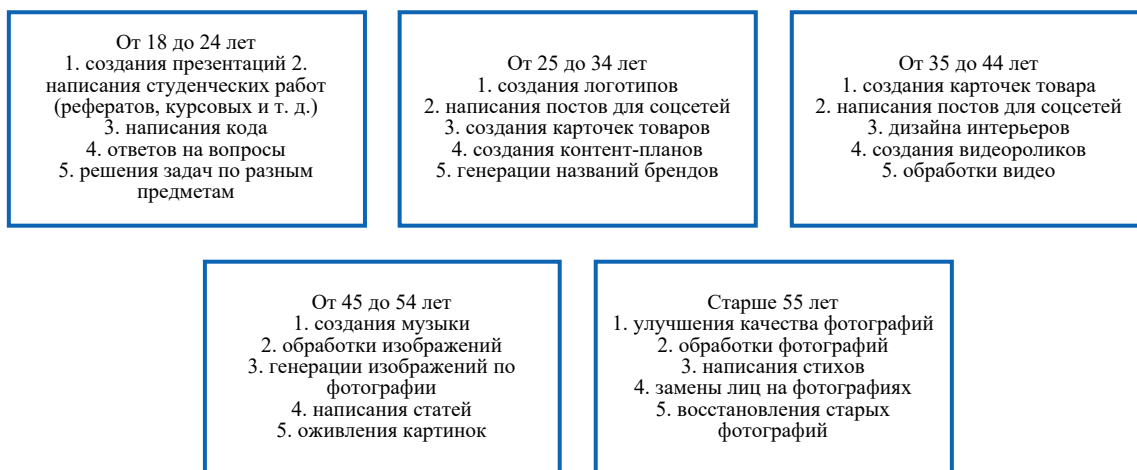 От 18 до 24 лет
1. создания презентаций 2.
написания студенческих работ
(рефератов, курсовых и т. д.)
3. написания кода
4. ответов на вопросы
5. решения задач по разным
предметам
От 25 до 34 лет
1. создания логотипов
2. написания постов для соцсетей
3. создания карточек товаров
4. создания контент-планов
5. генерации названий брендов
От 35 до 44 лет
1. создания карточек товара
2. написания постов для соцсетей
3. дизайна интерьеров
4. создания видеороликов
5. обработки видео
От 45 до 54 лет
1. создания музыки
2. обработки изображений
3. генерации изображений по
фотографии
4. написания статей
5. оживления картинок
Старше 55 лет
1. улучшения качества фотографий
2. обработки фотографий
3. написания стихов
4. замены лиц на фотографиях
5. восстановления старых
фотографий